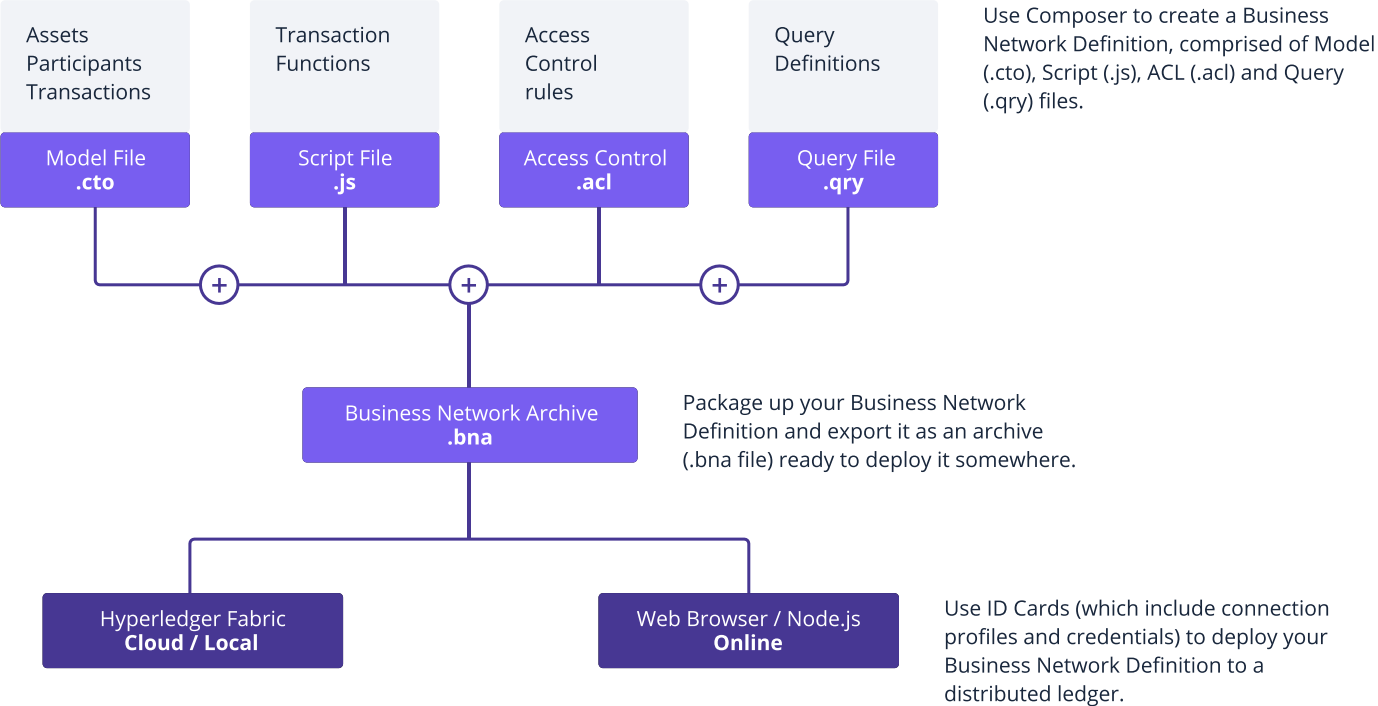 Assets
Participants
Transactions
Model File
.cto
Transaction
Functions
Script File
.js
Access
Control
rules
Access Control
.acl
Query
Definitions
Query File
.qry
Use Composer to create a Business
Network Definition, comprised of Model
(.cto), Script (.js), ACL (.acl) and Query
(.qry) files.
+
+
+
Business Network Archive
.bna
Package up your Business Network
Definition and export it as an archive
(.bna file) ready to deploy it somewhere.
Hyperledger Fabric
Cloud / Local
Web Browser / Node.js
Online
Use ID Cards (which include connection
profiles and credentials) to deploy your
Business Network Definition to a
distributed ledger.